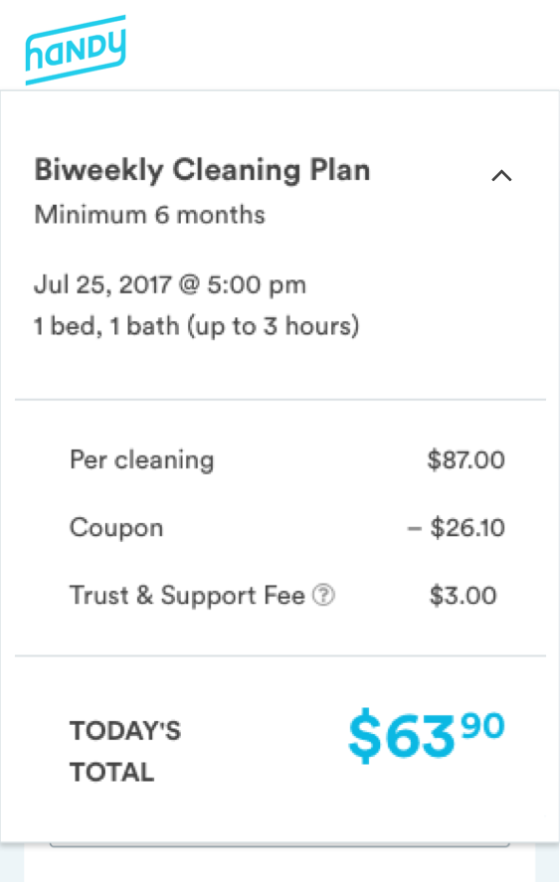 HANDY
Biweekly Cleaning Plan
Minimum 6 months
Jul 25, 2017 @ 5:00 pm
1 bed, 1 bath (up to 3 hours)
Per cleaning $87.00
Coupon – $26.10
Trust & Support Fee ? $3.00
TODAY'S
TOTAL
$63 90